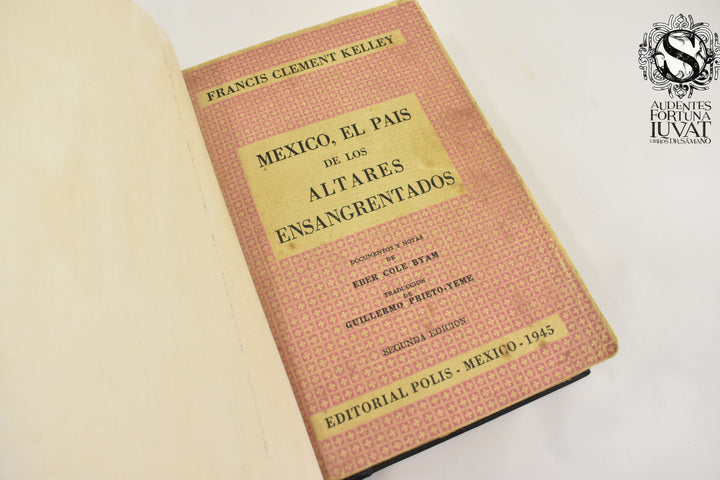 FRANCIS CLEMENT KELLEY
MEXICO, EL PAIS
DE LOS
ALTARES
ENSANGRENTADOS
DOCUMENTOS Y NOTAS
DE
EBER COLE BYAM
TRADUCCION
DE
GUILLERMO PRIETO-YEME
SEGUNDA EDICION
EDITORIAL POLIS - MEXICO - 1945
S
AUDENTES
FORTUNA
IUVAT
LIBROS DR. SÁMANO